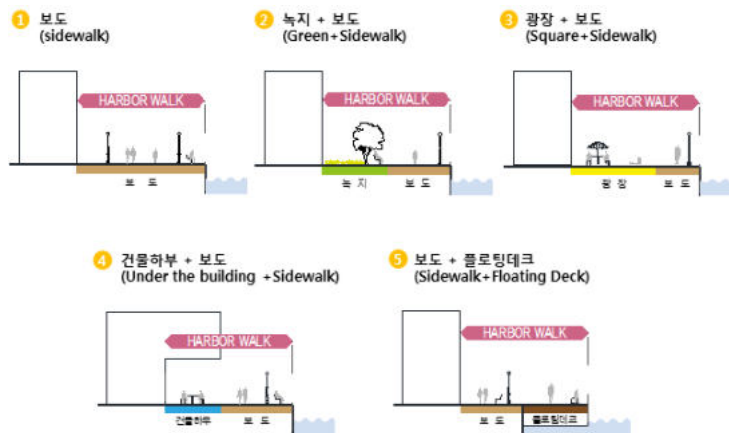 1 보도
(sidewalk)
HARBOR WALK
보 도
2 녹지 + 보도
(Green+Sidewalk)
HARBOR WALK
녹 지 보 도
3 광장 + 보도
(Square+Sidewalk)
HARBOR WALK
광 장 보 도
4 건물하부 + 보도
(Under the building +Sidewalk)
HARBOR WALK
건물하부 보 도
5 보도 + 플로팅데크
(Sidewalk+Floating Deck)
HARBOR WALK
보 도 플로팅데크